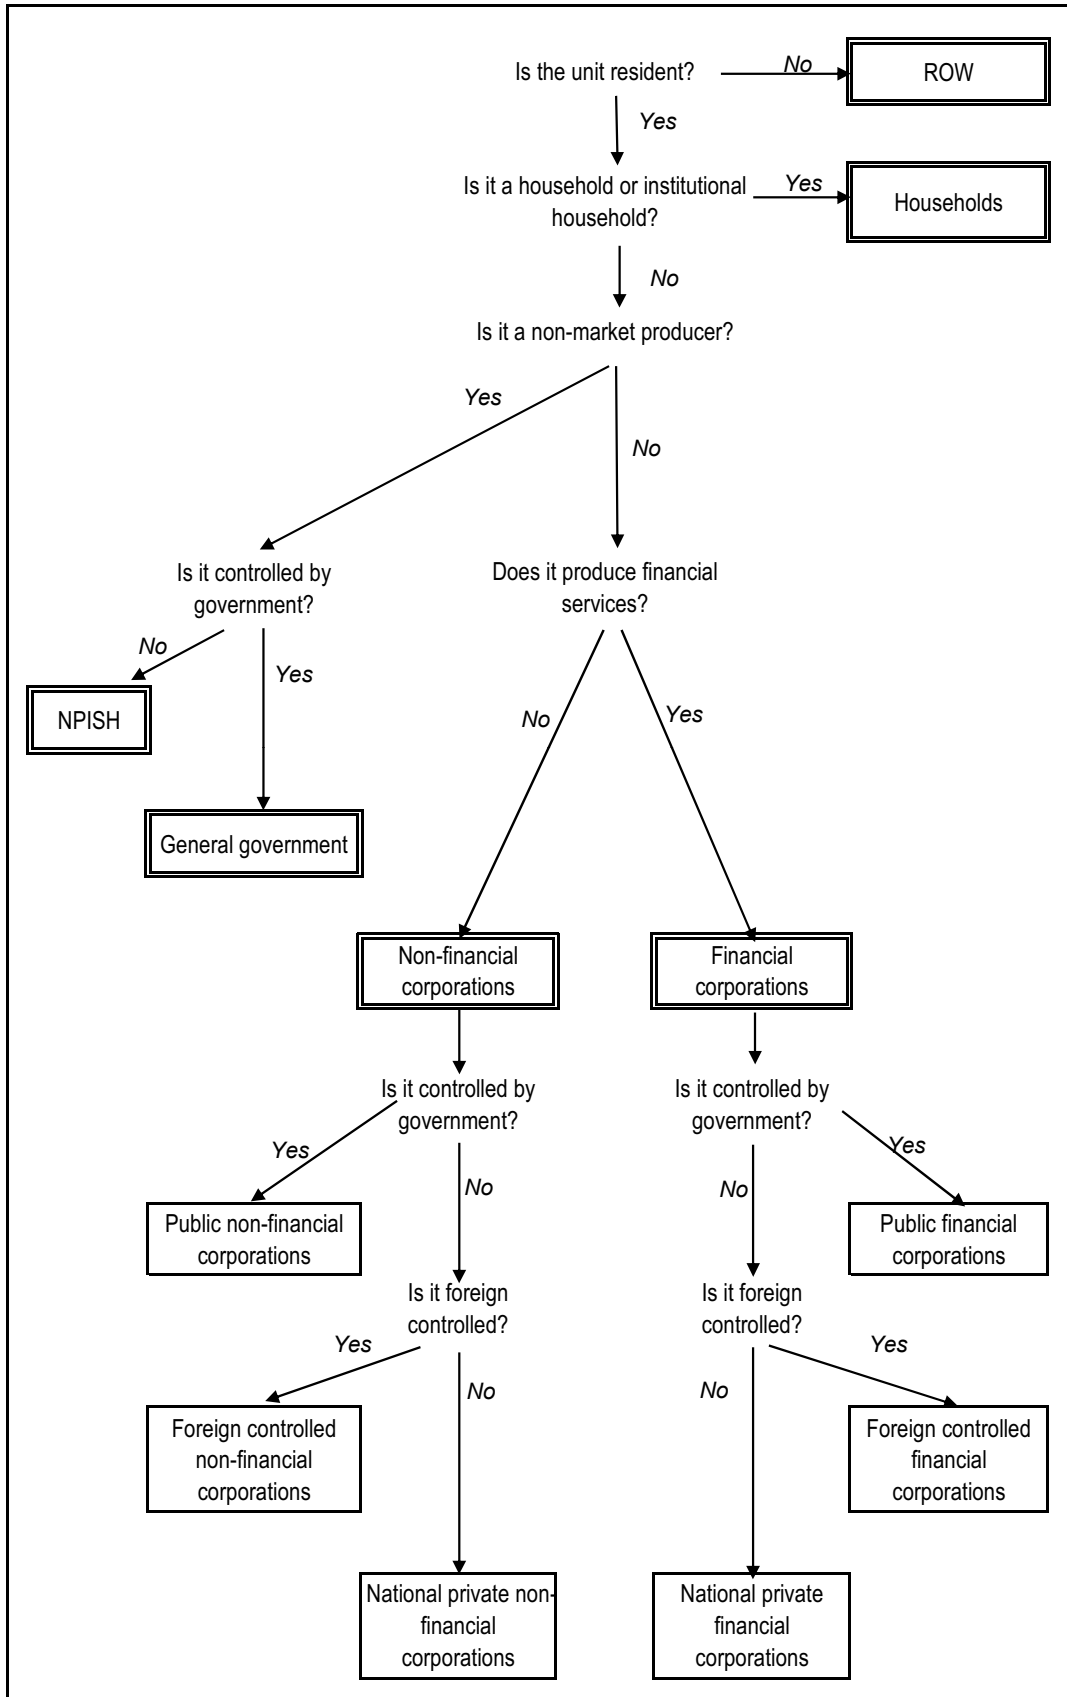 Is the unit resident?
No
ROW
Yes
Is it a household or institutional
household?
Yes
Households
No
Is it a non-market producer?
Yes
No
Is it controlled by
government?
Does it produce financial
services?
No
Yes
NPISH
No
Yes
General government
Non-financial
corporations
Financial
corporations
Is it controlled by
government?
Is it controlled by
government?
Yes
No
No
Yes
Public non-financial
corporations
Public financial
corporations
Is it foreign
controlled?
Is it foreign
controlled?
Yes
No
No
Yes
Foreign controlled
non-financial
corporations
Foreign controlled
financial
corporations
National private non-
financial
corporations
National private
financial
corporations